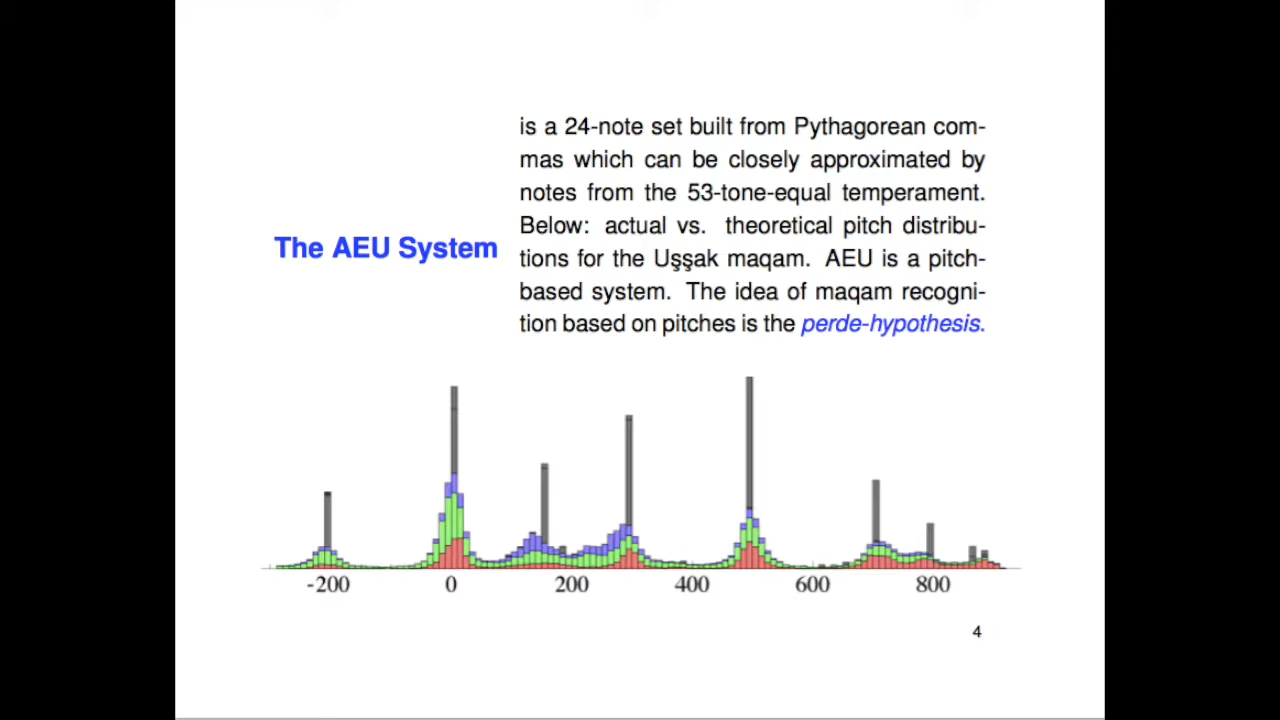 The AEU System
is a 24-note set built from Pythagorean com-
mas which can be closely approximated by
notes from the 53-tone-equal temperament.
Below: actual vs. theoretical pitch distribu-
tions for the Uşşak maqam. AEU is a pitch-
based system. The idea of maqam recogni-
tion based on pitches is the perde-hypothesis.
-200 0 200 400 600 800
4